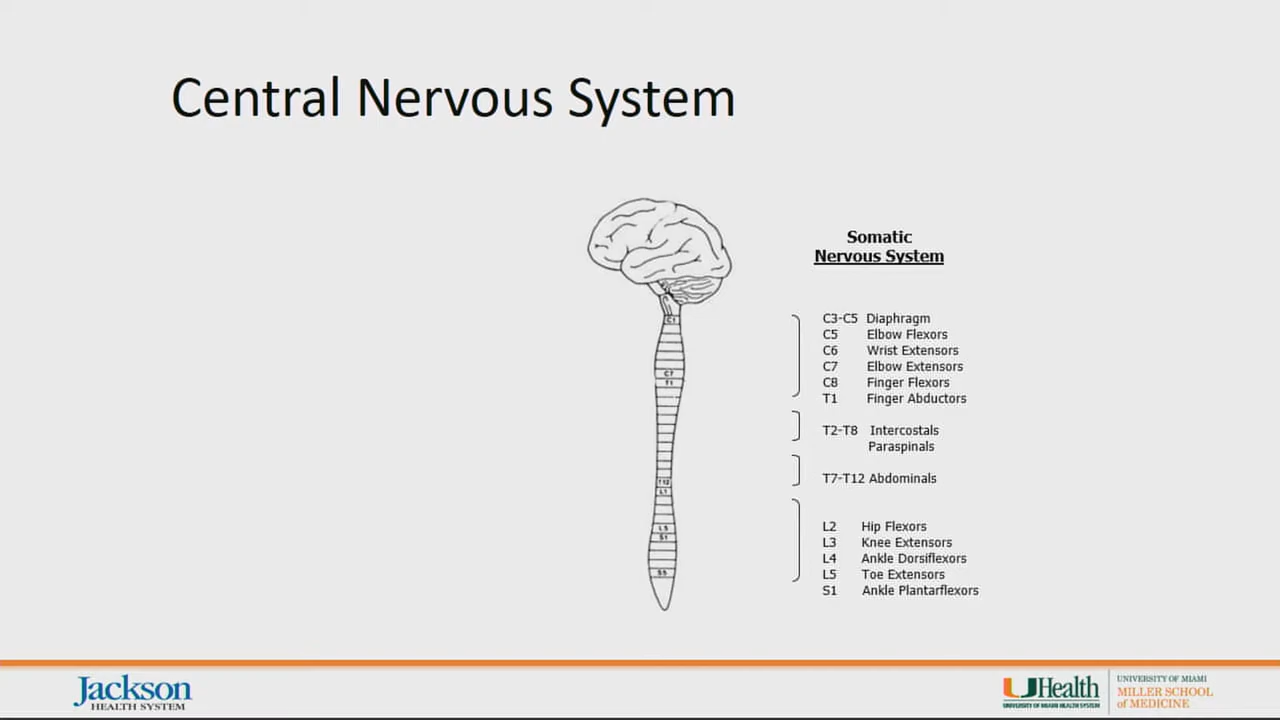 Central Nervous System
Somatic
Nervous System
C1
C7
T1
T12
L1
L5
S1
S5
C3-C5 Diaphragm
C5 Elbow Flexors
C6 Wrist Extensors
C7 Elbow Extensors
C8 Finger Flexors
T1 Finger Abductors
T2-T8 Intercostals
Paraspinals
T7-T12 Abdominals
L2 Hip Flexors
L3 Knee Extensors
L4 Ankle Dorsiflexors
L5 Toe Extensors
S1 Ankle Plantarflexors
Jackson
HEALTH SYSTEM
UHealth
UNIVERSITY OF MIAMI HEALTH SYSTEM
UNIVERSITY OF MIAMI
MILLER SCHOOL
of MEDICINE